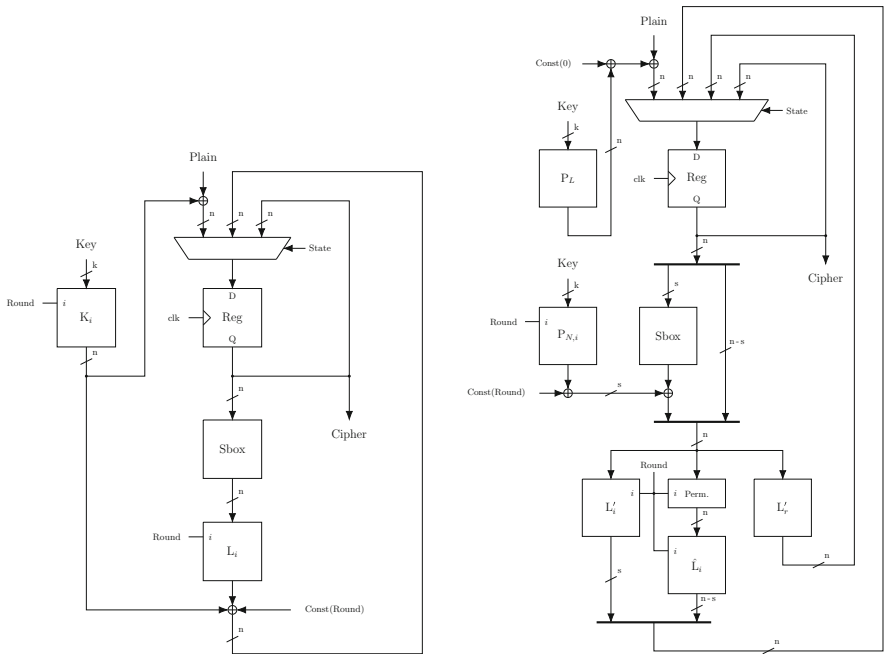 Plain
n
n
n
State
Key
k
Round
i
K_i
n
D
Reg
Q
clk
n
Cipher
Sbox
n
Round
i
L_i
Const(Round)
n
Plain
Const(0)
n
n
n
n
State
Key
k
P_L
n
D
Reg
Q
clk
n
Cipher
Key
k
Round
i
P_{N,i}
s
Sbox
n-s
Const(Round)
s
n
Round
L'_i
i
i
Perm.
L'_r
n
i
L̂_i
n
s
n-s
n